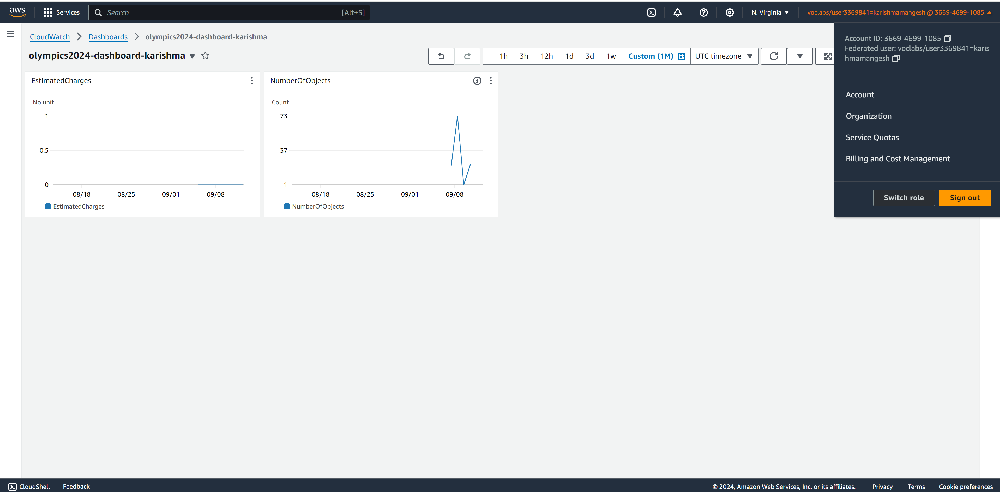 aws Services Search [Alt+S] N. Virginia voclabs/user3369841=karishmamangesh @ 3669-4699-1085
CloudWatch Dashboards olympics2024-dashboard-karishma
olympics2024-dashboard-karishma
1h 3h 12h 1d 3d 1w Custom (1M) UTC timezone
Account ID: 3669-4699-1085
Federated user: voclabs/user3369841=karis
hmamangesh
Account
Organization
Service Quotas
Billing and Cost Management
Switch role Sign out
EstimatedCharges
No unit
1
0.5
0
08/18 08/25 09/01 09/08
EstimatedCharges
NumberOfObjects
Count
73
37
1
08/18 08/25 09/01 09/08
NumberOfObjects
CloudShell Feedback © 2024, Amazon Web Services, Inc. or its affiliates. Privacy Terms Cookie preferences